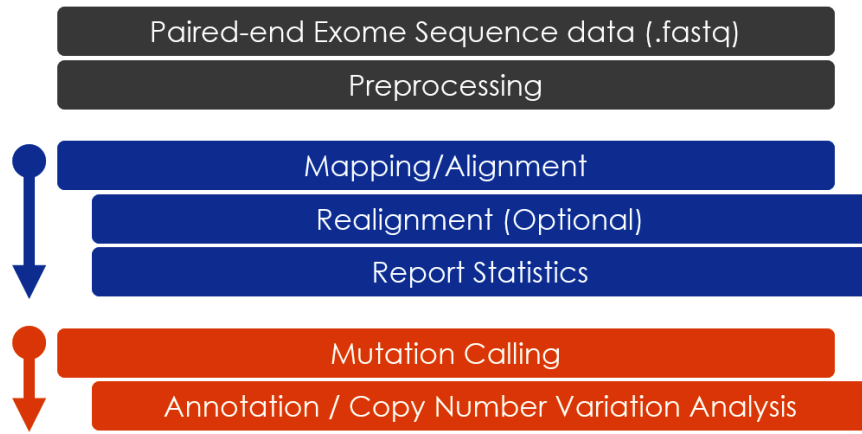 Paired-end Exome Sequence data (.fastq)
Preprocessing
Mapping/Alignment
Realignment (Optional)
Report Statistics
Mutation Calling
Annotation / Copy Number Variation Analysis